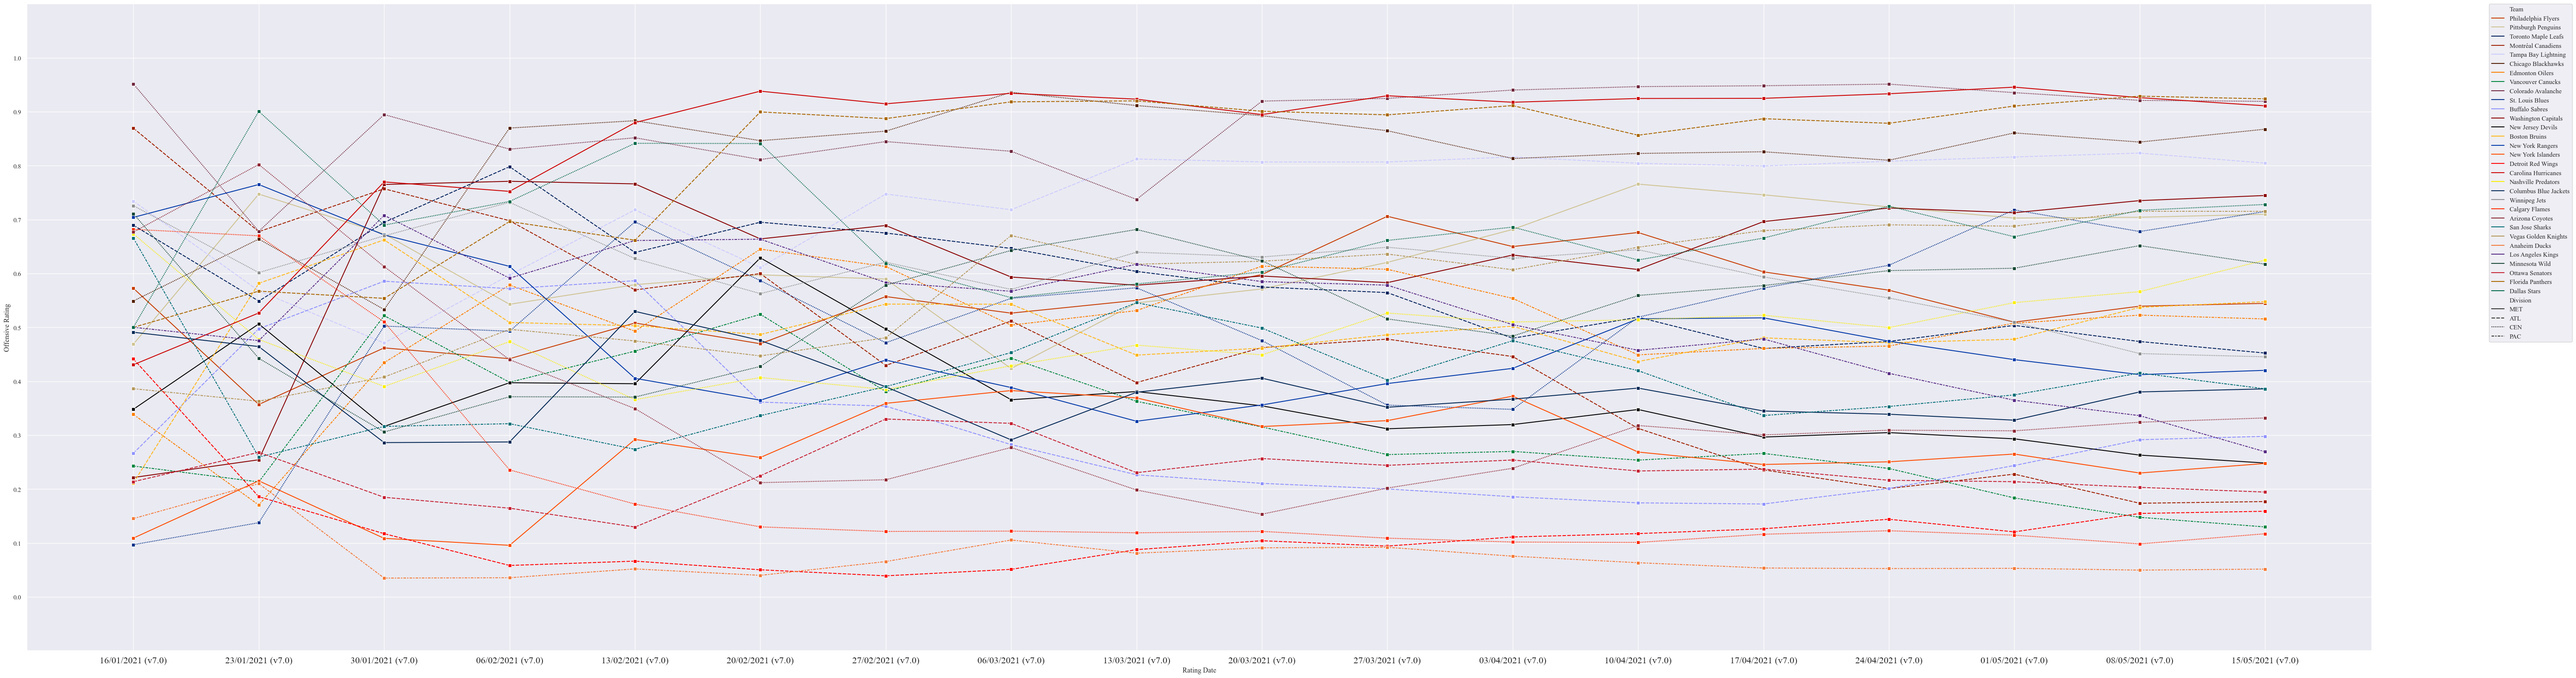 1.0
0.9
0.8
0.7
0.6
0.5
0.4
0.3
0.2
0.1
0.0
Offensive Rating
16/01/2021 (v7.0)
23/01/2021 (v7.0)
30/01/2021 (v7.0)
06/02/2021 (v7.0)
13/02/2021 (v7.0)
20/02/2021 (v7.0)
27/02/2021 (v7.0)
06/03/2021 (v7.0)
13/03/2021 (v7.0)
20/03/2021 (v7.0)
27/03/2021 (v7.0)
03/04/2021 (v7.0)
10/04/2021 (v7.0)
17/04/2021 (v7.0)
24/04/2021 (v7.0)
01/05/2021 (v7.0)
08/05/2021 (v7.0)
15/05/2021 (v7.0)
Rating Date
Team
Philadelphia Flyers
Pittsburgh Penguins
Toronto Maple Leafs
Montréal Canadiens
Tampa Bay Lightning
Chicago Blackhawks
Edmonton Oilers
Vancouver Canucks
Colorado Avalanche
St. Louis Blues
Buffalo Sabres
Washington Capitals
New Jersey Devils
Boston Bruins
New York Rangers
New York Islanders
Detroit Red Wings
Carolina Hurricanes
Nashville Predators
Columbus Blue Jackets
Winnipeg Jets
Calgary Flames
Arizona Coyotes
San Jose Sharks
Vegas Golden Knights
Anaheim Ducks
Los Angeles Kings
Minnesota Wild
Ottawa Senators
Florida Panthers
Dallas Stars
Division
MET
ATL
CEN
PAC